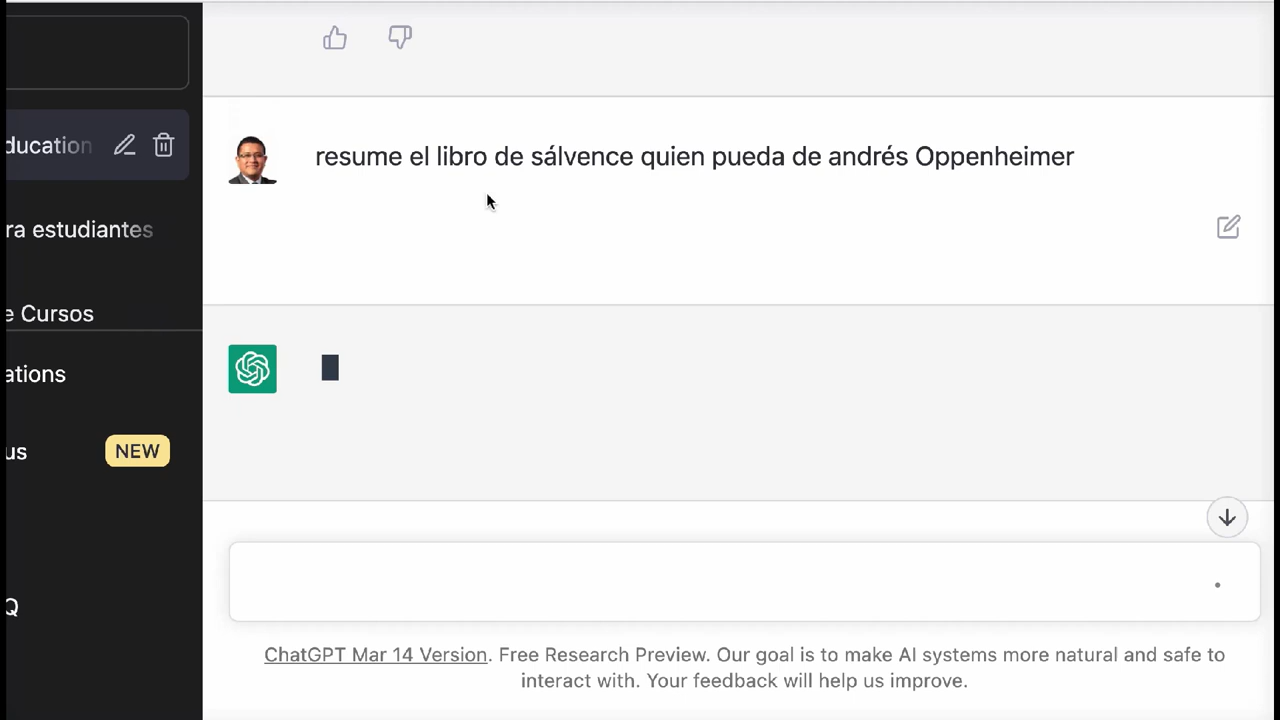 resume el libro de sálvence quien pueda de andrés Oppenheimer
ducation
ra estudiantes
e Cursos
ations
us
NEW
Q
ChatGPT Mar 14 Version. Free Research Preview. Our goal is to make AI systems more natural and safe to
interact with. Your feedback will help us improve.